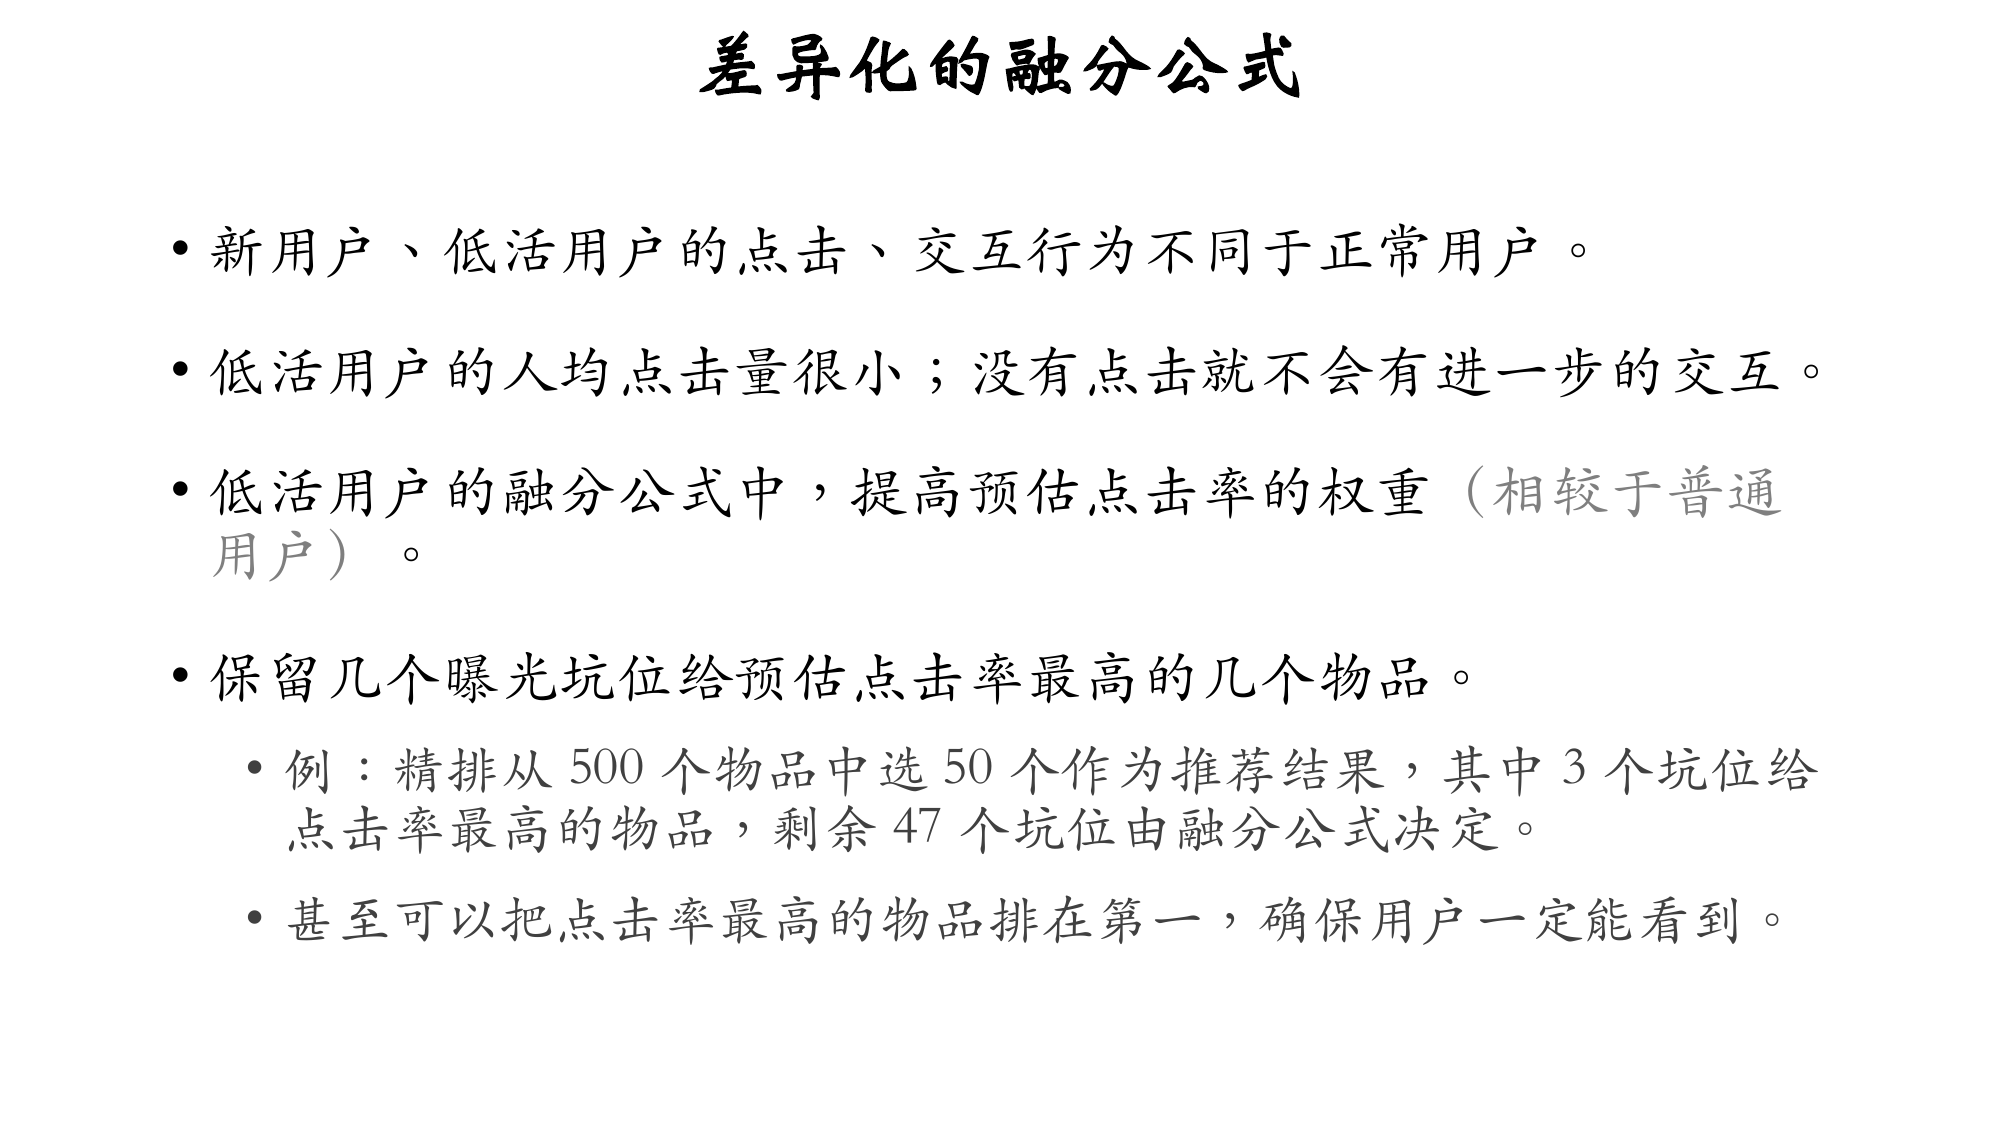 差异化的融分公式
• 新用户、低活用户的点击、交互行为不同于正常用户。
• 低活用户的人均点击量很小；没有点击就不会有进一步的交互。
• 低活用户的融分公式中，提高预估点击率的权重（相较于普通
用户）。
• 保留几个曝光坑位给预估点击率最高的几个物品。
• 例：精排从 500 个物品中选 50 个作为推荐结果，其中 3 个坑位给
点击率最高的物品，剩余 47 个坑位由融分公式决定。
• 甚至可以把点击率最高的物品排在第一，确保用户一定能看到。